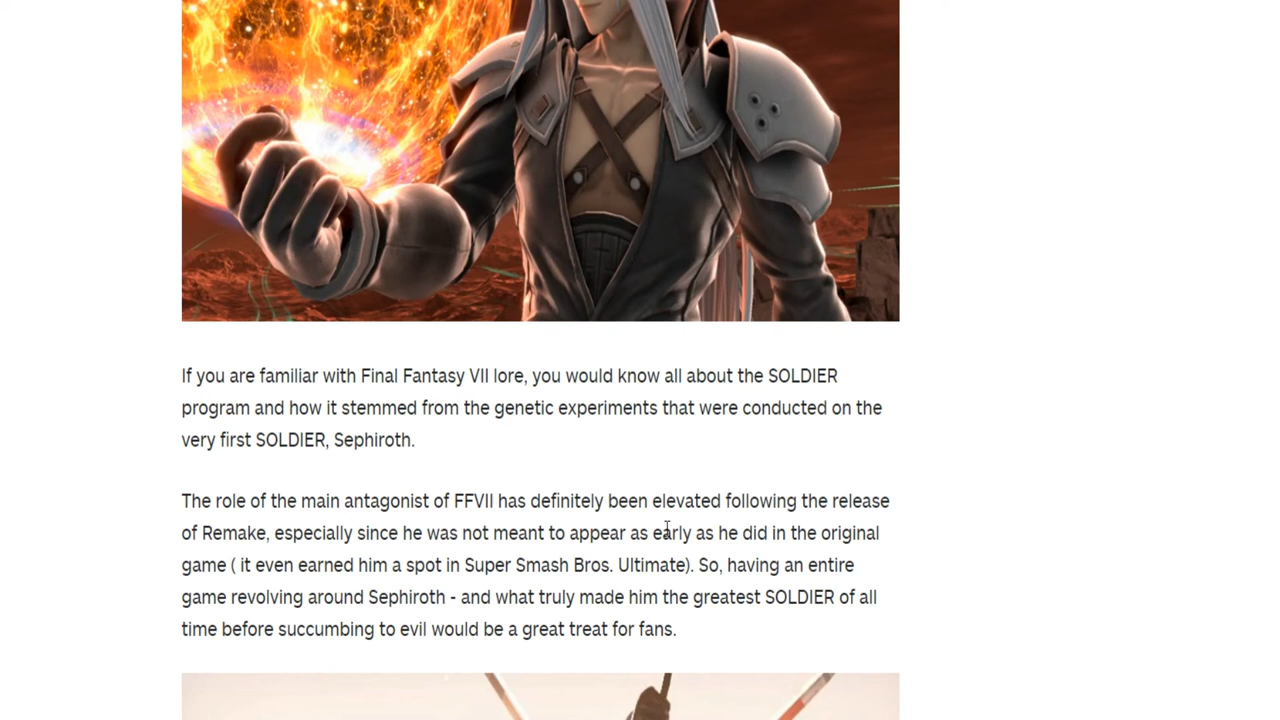 If you are familiar with Final Fantasy VII lore, you would know all about the SOLDIER
program and how it stemmed from the genetic experiments that were conducted on the
very first SOLDIER, Sephiroth.
The role of the main antagonist of FFVII has definitely been elevated following the release
of Remake, especially since he was not meant to appear as early as he did in the original
game ( it even earned him a spot in Super Smash Bros. Ultimate). So, having an entire
game revolving around Sephiroth - and what truly made him the greatest SOLDIER of all
time before succumbing to evil would be a great treat for fans.